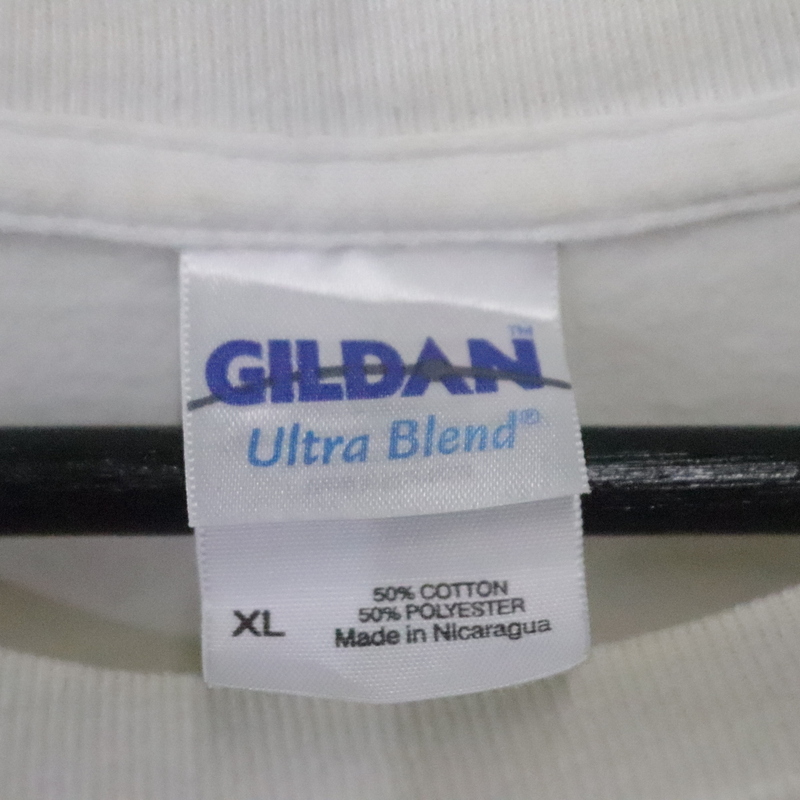 GILDAN™
Ultra Blend®
50% COTTON
50% POLYESTER
XL Made in Nicaragua